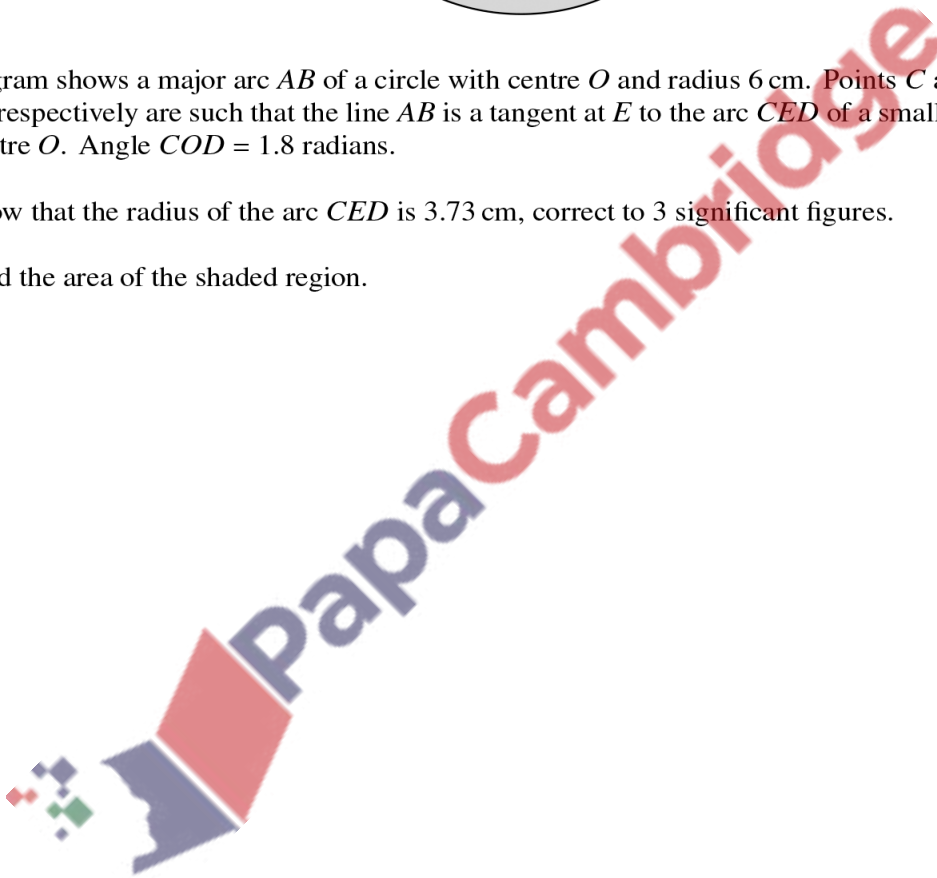 gram shows a major arc AB of a circle with centre O and radius 6 cm. Points C
respectively are such that the line AB is a tangent at E to the arc CED of a small
tre O. Angle COD = 1.8 radians.
ow that the radius of the arc CED is 3.73 cm, correct to 3 significant figures.
d the area of the shaded region.
PapaCambridge